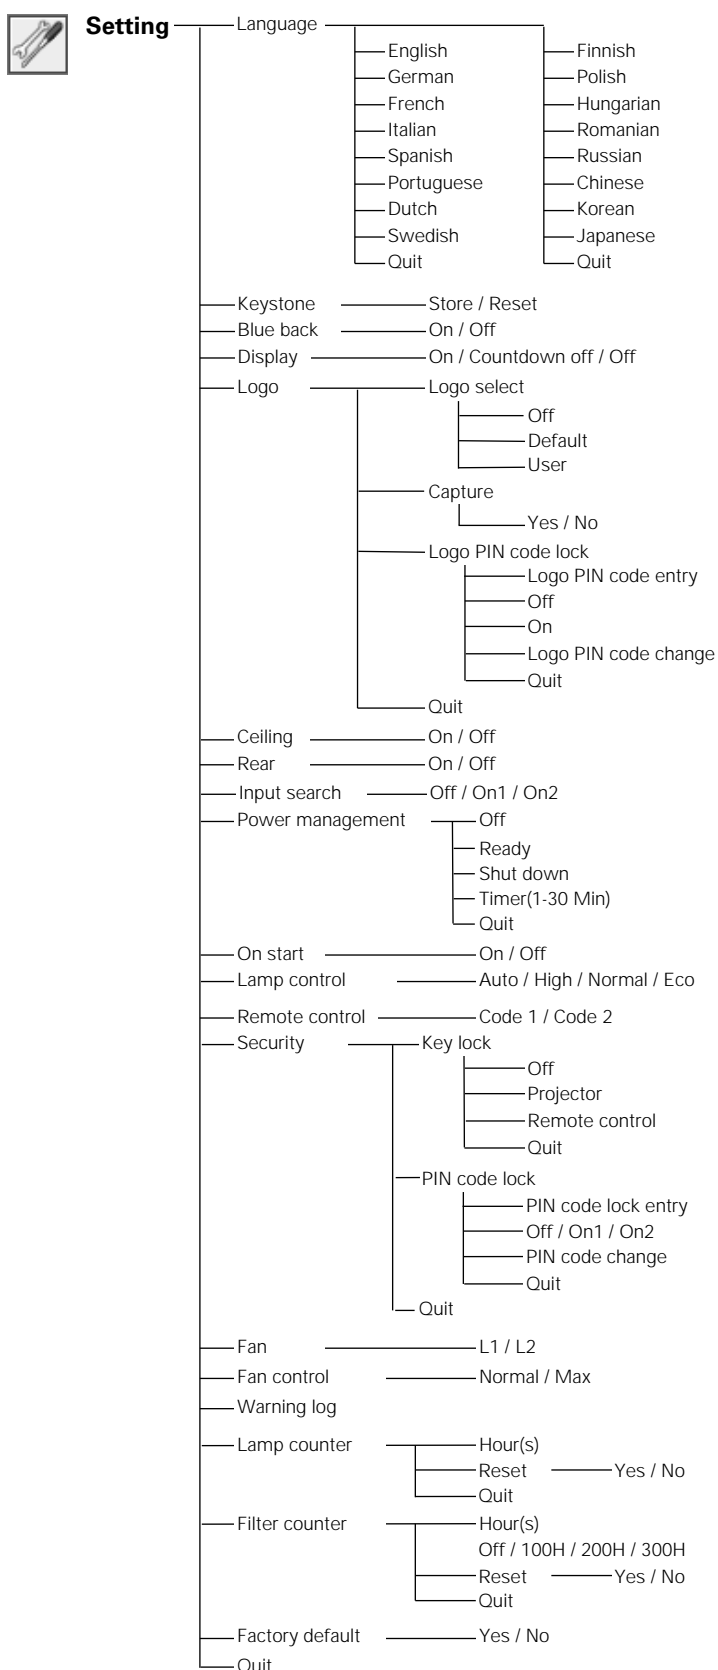 Setting
Language
English
German
French
Italian
Spanish
Portuguese
Dutch
Swedish
Quit
Finnish
Polish
Hungarian
Romanian
Russian
Chinese
Korean
Japanese
Quit
Keystone Store / Reset
Blue back On / Off
Display On / Countdown off / Off
Logo Logo select
Off
Default
User
Capture
Yes / No
Logo PIN code lock
Logo PIN code entry
Off
On
Logo PIN code change
Quit
Quit
Ceiling On / Off
Rear On / Off
Input search Off / On1 / On2
Power management Off
Ready
Shut down
Timer(1-30 Min)
Quit
On start On / Off
Lamp control Auto / High / Normal / Eco
Remote control Code 1 / Code 2
Security Key lock
Off
Projector
Remote control
Quit
PIN code lock
PIN code lock entry
Off / On1 / On2
PIN code change
Quit
Quit
Fan L1 / L2
Fan control Normal / Max
Warning log
Lamp counter Hour(s)
Reset Yes / No
Quit
Filter counter Hour(s)
Off / 100H / 200H / 300H
Reset Yes / No
Quit
Factory default Yes / No
Quit